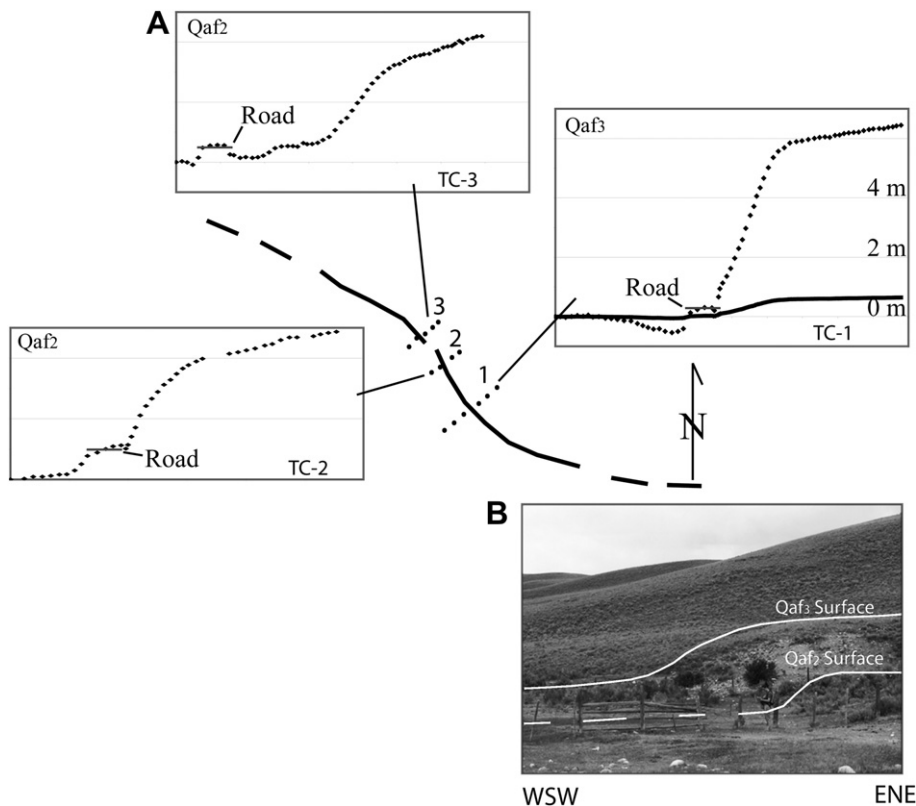 A
Qaf2
Road
TC-3
Qaf3
4 m
2 m
Road
0 m
TC-1
3
2
1
Qaf2
Road
TC-2
N
B
Qaf3 Surface
Qaf2 Surface
WSW
ENE